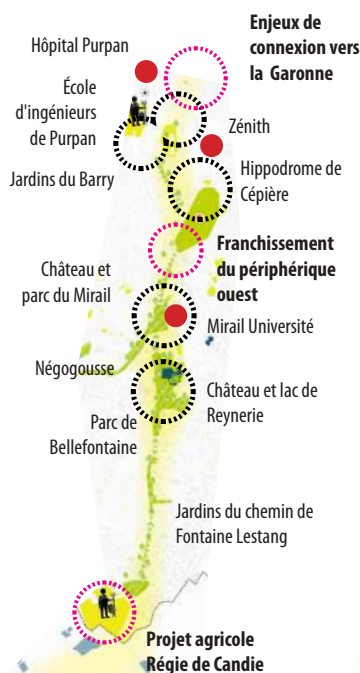 Enjeux de
connexion vers
la Garonne
Hôpital Purpan
École
d'ingénieurs
de Purpan
Zénith
Jardins du Barry
Hippodrome de
Cépière
Franchissement
du périphérique
ouest
Château et
parc du Mirail
Mirail Université
Négogousse
Château et lac de
Reynerie
Parc de
Bellefontaine
Jardins du chemin de
Fontaine Lestang
Projet agricole
Régie de Candie